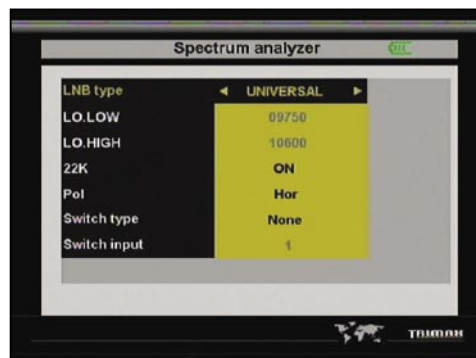 Spectrum analyzer
LNB type ◄ UNIVERSAL ►
LO.LOW 09750
LO.HIGH 10600
22K ON
Pol Hor
Switch type None
Switch input 1
TRIMAX